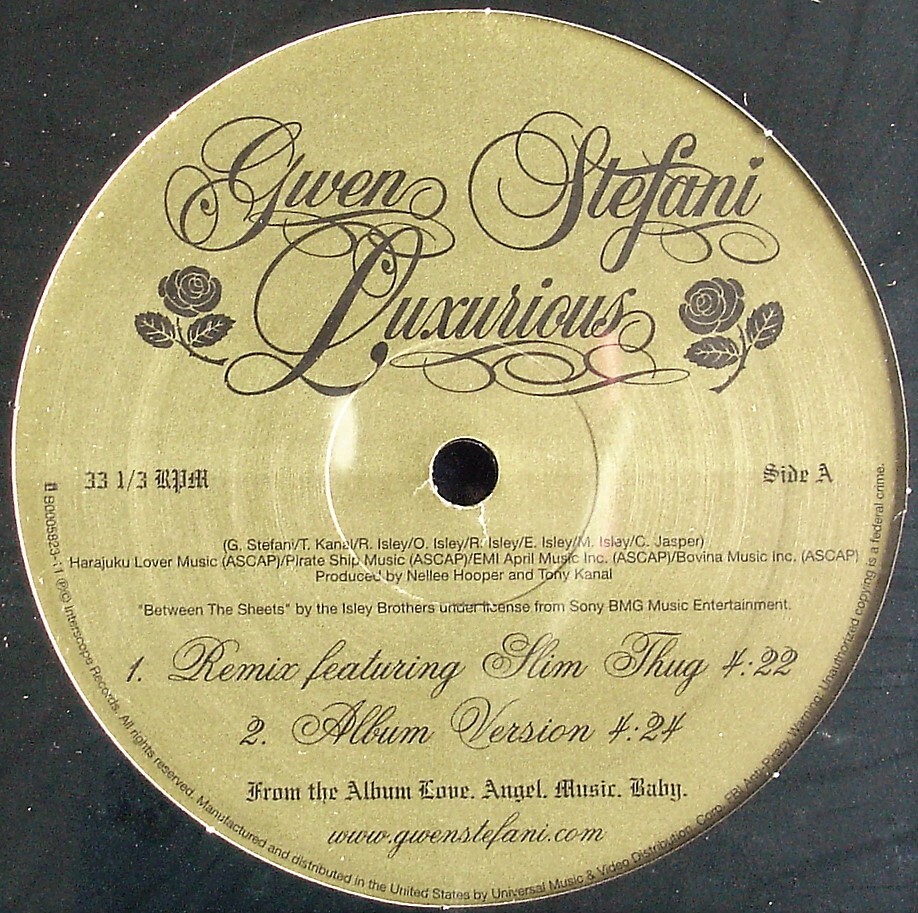 Gwen Stefani
Luxurious
33 1/3 RPM
Side A
(G. Stefani/T. Kanal/R. Isley/O. Isley/R. Isley/E. Isley/M. Isley/C. Jasper)
Harajuku Lover Music (ASCAP)/Pirate Ship Music (ASCAP)/EMI April Music Inc. (ASCAP)/Bovina Music Inc. (ASCAP)
Produced by Nellee Hooper and Tony Kanal
"Between The Sheets" by the Isley Brothers under license from Sony BMG Music Entertainment.
1. Remix featuring Slim Thug 4:22
2. Album Version 4:24
From the Album Love. Angel. Music. Baby.
www.gwenstefani.com
B0005823-11 ℗© Interscope Records. All rights reserved. Manufactured and distributed in the United States by Universal Music & Video Distribution, Corp. FBI Anti-Piracy Warning: Unauthorized copying is a federal crime.